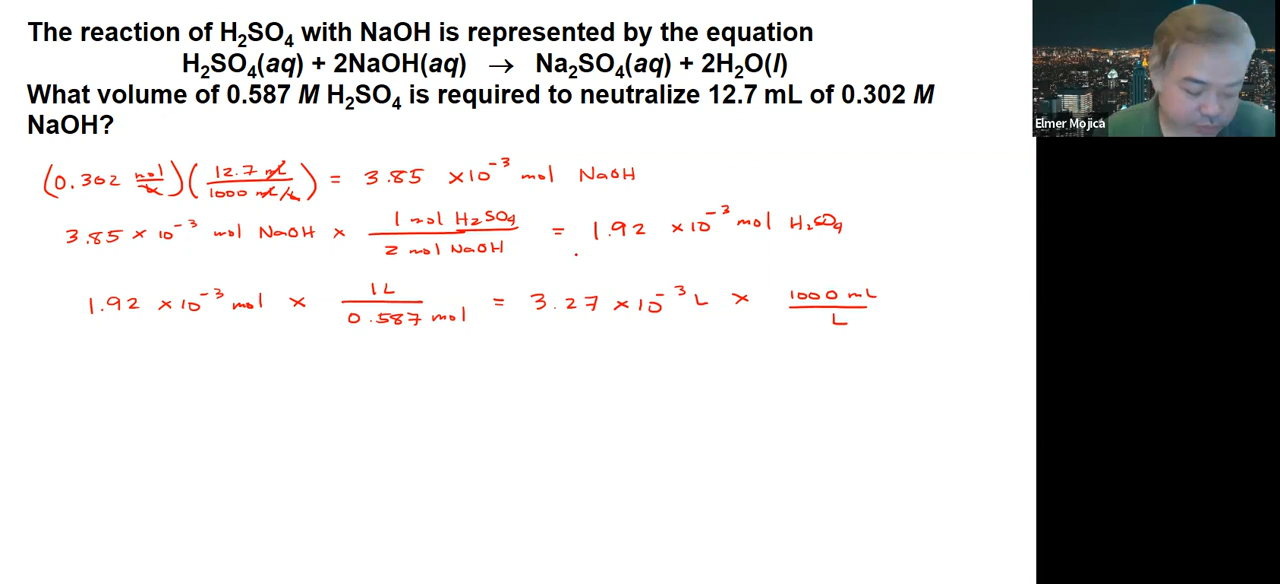 The reaction of H₂SO₄ with NaOH is represented by the equation
H₂SO₄(aq) + 2NaOH(aq) → Na₂SO₄(aq) + 2H₂O(l)
What volume of 0.587 M H₂SO₄ is required to neutralize 12.7 mL of 0.302 M
NaOH?
Elmer Mojica
(0.302 mol/L)(12.7 mL/1000 mL/L) = 3.85 ×10⁻³ mol NaOH
3.85 × 10⁻³ mol NaOH × 1 mol H₂SO₄/2 mol NaOH = 1.92 ×10⁻³ mol H₂SO₄
1.92 ×10⁻³ mol × 1L/0.587 mol = 3.27 ×10⁻³ L × 1000 mL/L